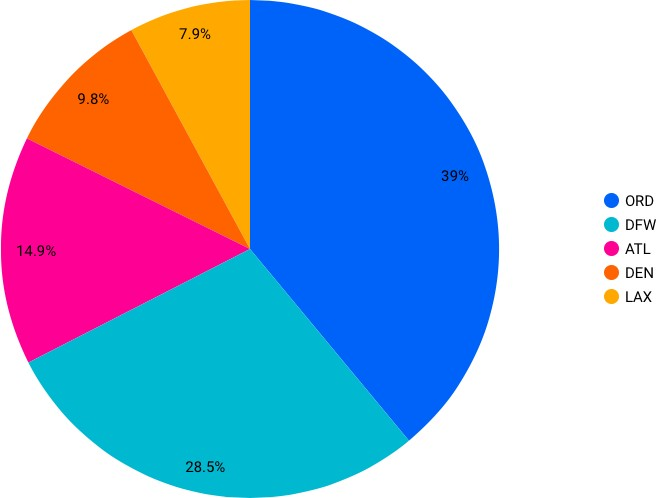 7.9%
9.8%
39%
14.9%
28.5%
ORD
DFW
ATL
DEN
LAX